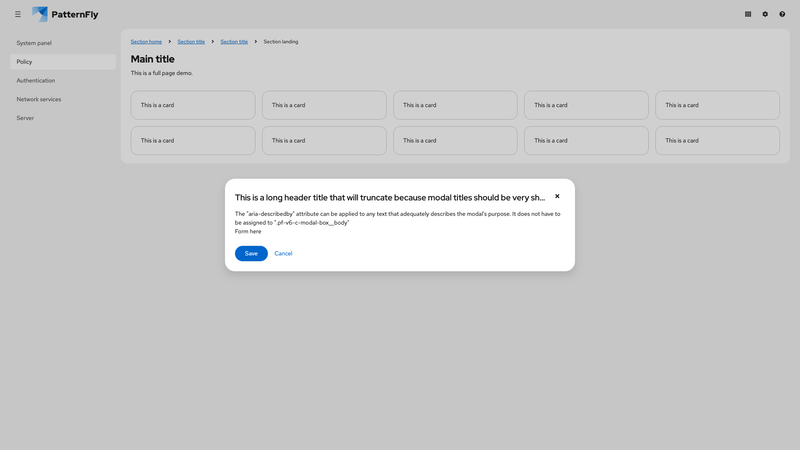 PatternFly
System panel
Policy
Authentication
Network services
Server
Section home
Section title
Section title
Section landing
Main title
This is a full page demo.
This is a card
This is a card
This is a card
This is a card
This is a card
This is a card
This is a card
This is a card
This is a card
This is a card
This is a long header title that will truncate because modal titles should be very sh...
The "aria-describedby" attribute can be applied to any text that adequately describes the modal's purpose. It does not have to
be assigned to ".pf-v6-c-modal-box__body"
Form here
Save
Cancel